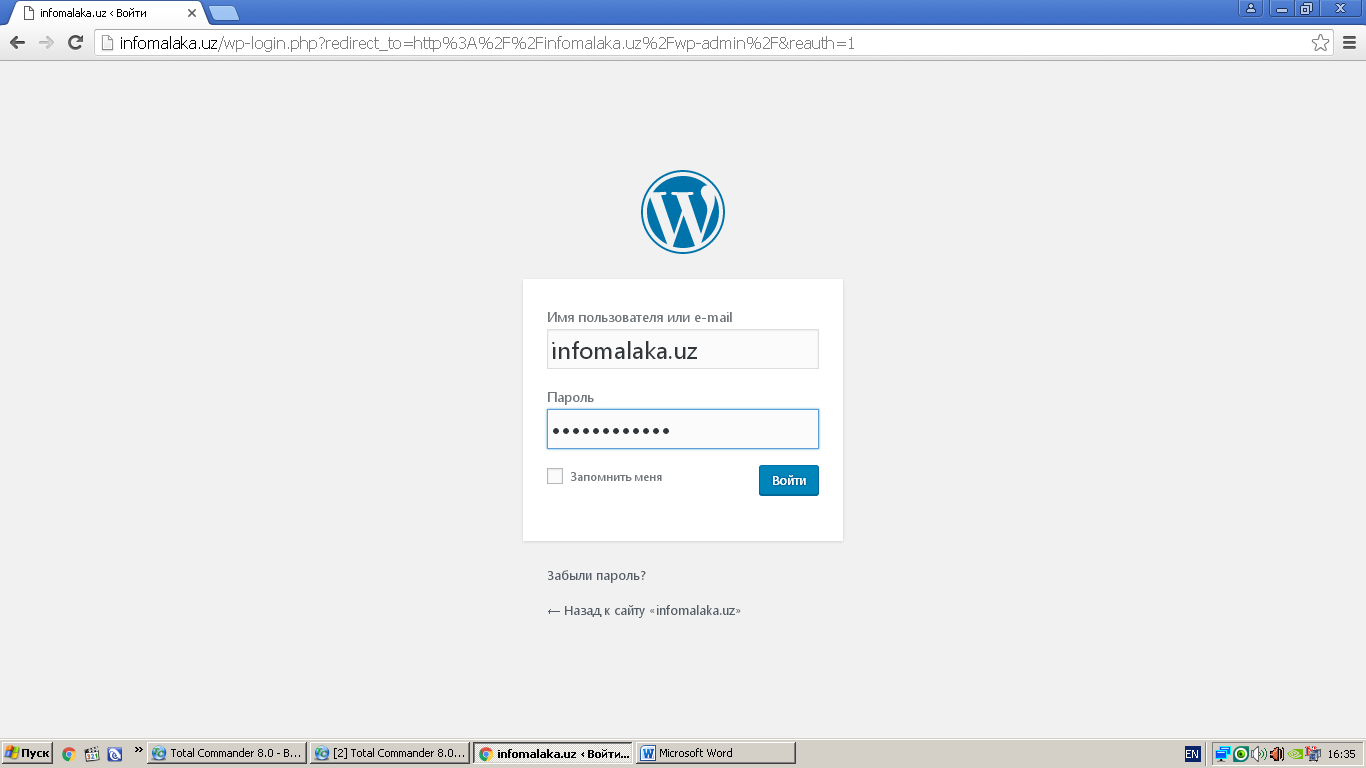 infomalaka.uz ‹ Войти
infomalaka.uz/wp-login.php?redirect_to=http%3A%2F%2Finfomalaka.uz%2Fwp-admin%2F&reauth=1
Имя пользователя или e-mail
infomalaka.uz
Пароль
Запомнить меня
Войти
Забыли пароль?
← Назад к сайту «infomalaka.uz»
Пуск
Total Commander 8.0 - B...
[2] Total Commander 8.0...
infomalaka.uz ‹ Войти...
Microsoft Word
EN
16:35